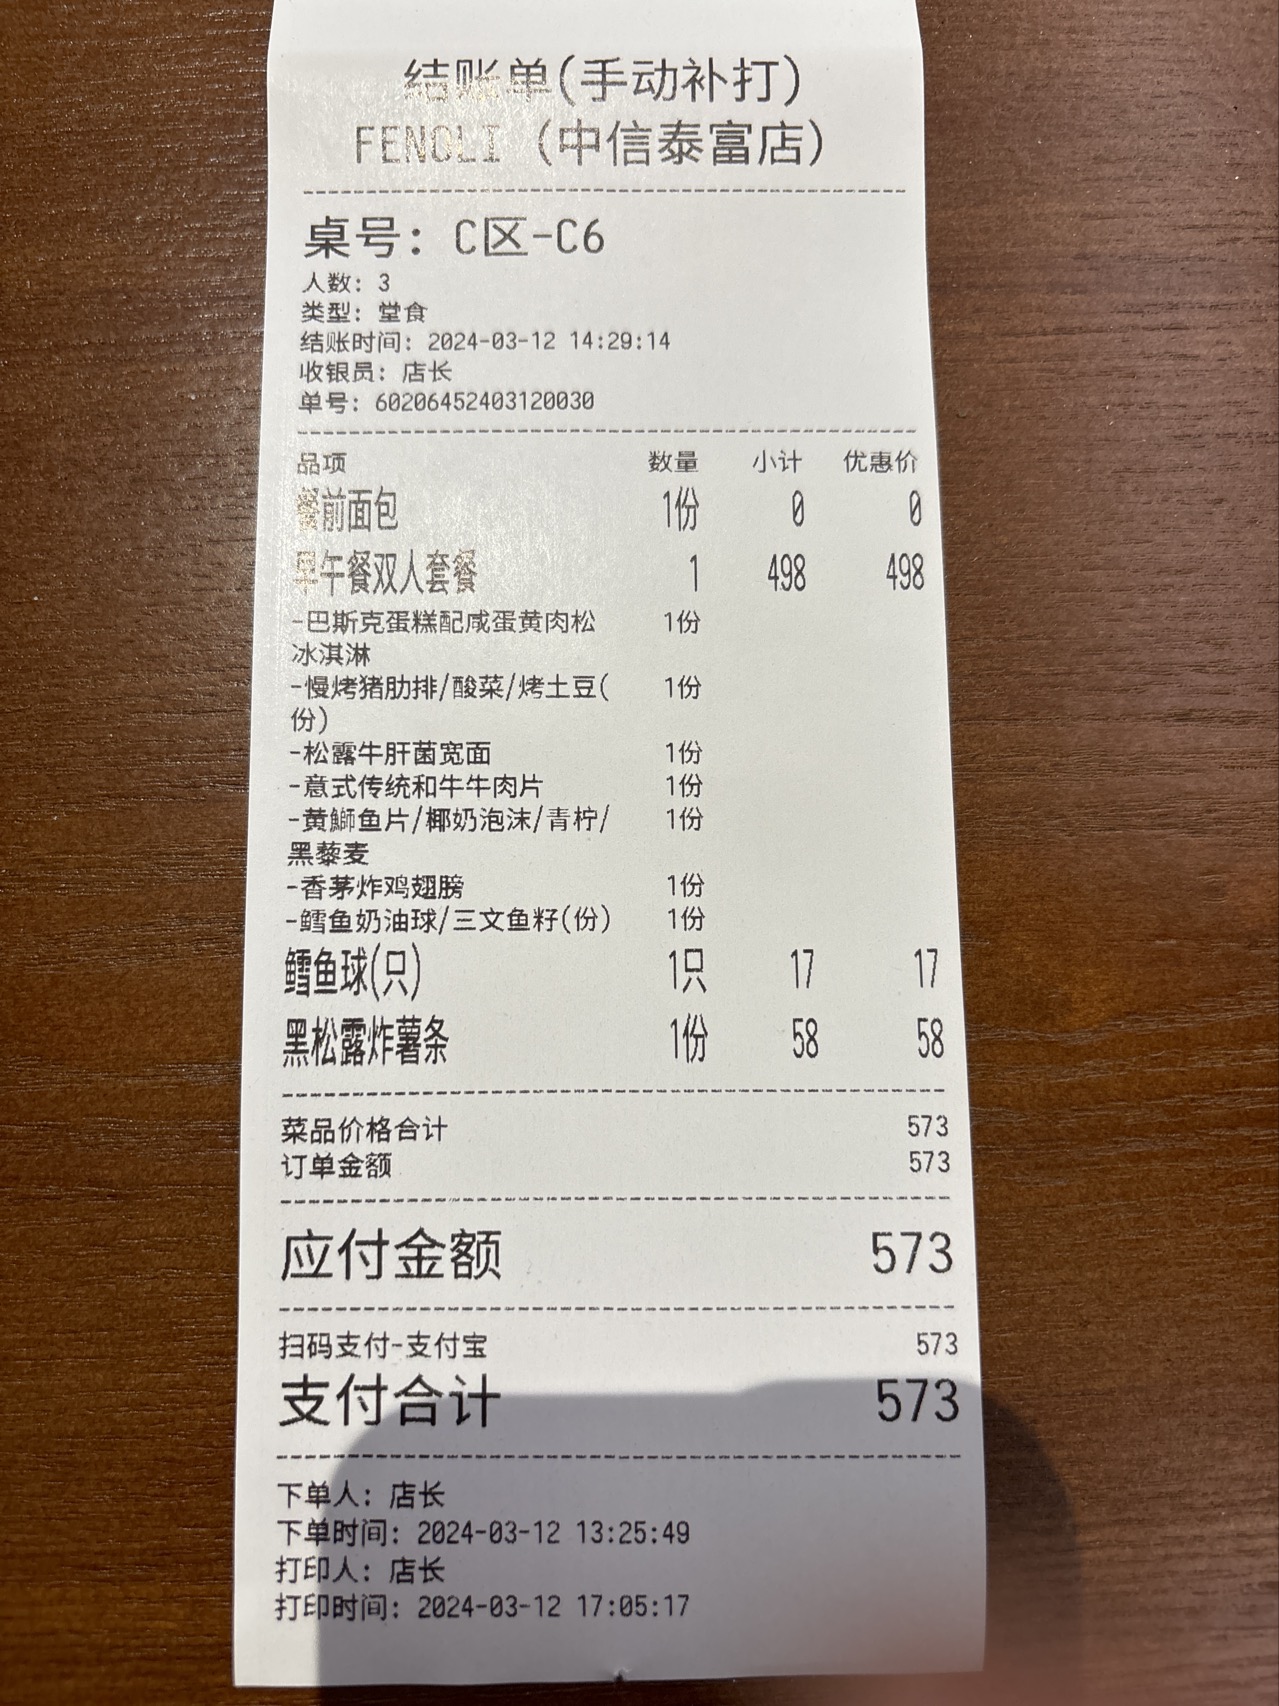 结账单(手动补打)
FENOLI (中信泰富店)
桌号: C区-C6
人数: 3
类型: 堂食
结账时间: 2024-03-12 14:29:14
收银员: 店长
单号: 602064524031200​30
品项 数量 小计 优惠价
餐前面包 1份 0 0
早午餐双人套餐 1 498 498
-巴斯克蛋糕配咸蛋黄肉松 1份
冰淇淋
-慢烤猪肋排/酸菜/烤土豆( 1份
份)
-松露牛肝菌宽面 1份
-意式传统和牛牛肉片 1份
-黄鰤鱼片/椰奶泡沫/青柠/ 1份
黑藜麦
-香茅炸鸡翅膀 1份
-鳕鱼奶油球/三文鱼籽(份) 1份
鳕鱼球(只) 1只 17 17
黑松露炸薯条 1份 58 58
菜品价格合计 573
订单金额 573
应付金额 573
扫码支付-支付宝 573
支付合计 573
下单人: 店长
下单时间: 2024-03-12 13:25:49
打印人: 店长
打印时间: 2024-03-12 17:05:17